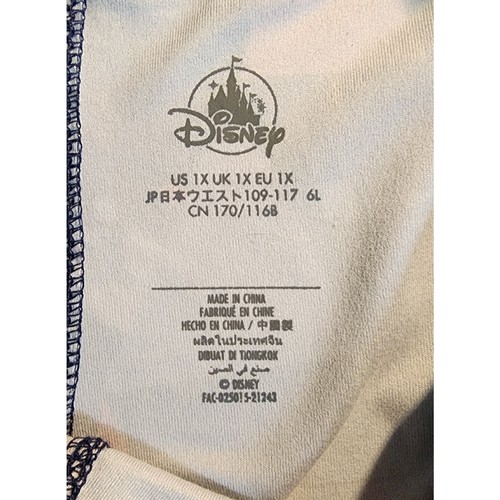 Disney
US 1X UK 1X EU 1X
JP日本ウエスト109-117 6L
CN 170/116B
MADE IN CHINA
FABRIQUÉ EN CHINE
HECHO EN CHINA / 中國製
ผลิตในประเทศจีน
DIBUAT DI TIONGKOK
صنع في الصين
© DISNEY
FAC-025015-21243